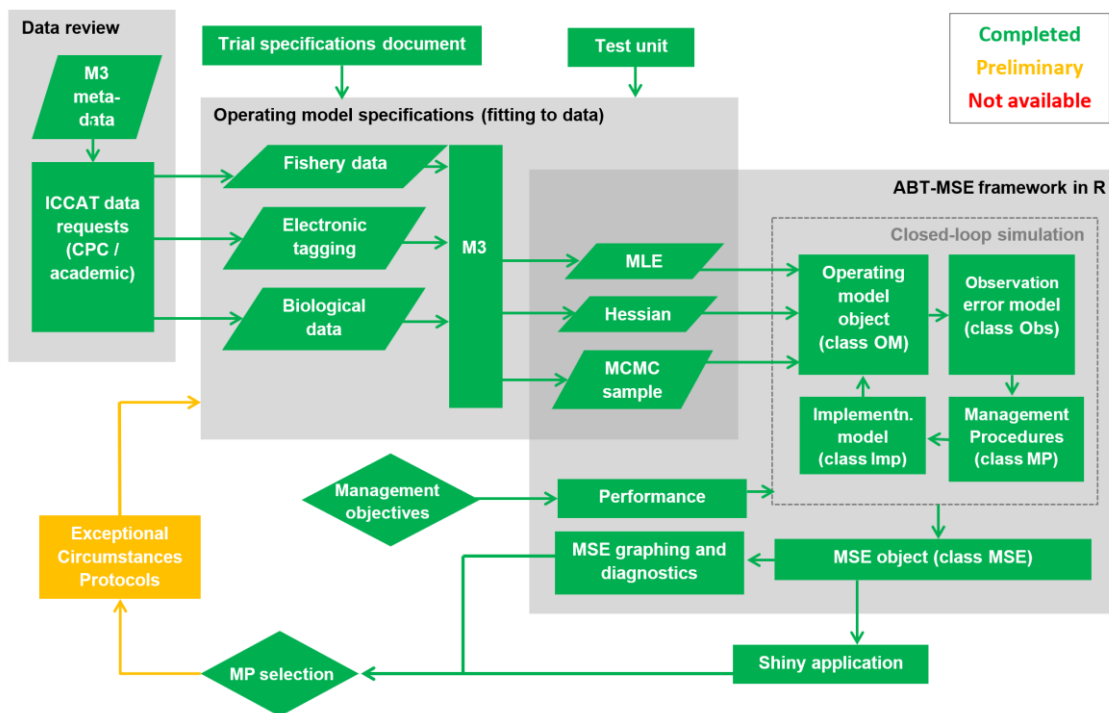 Data review
M3
meta-
data
ICCAT data
requests
(CPC /
academic)
Trial specifications document
Test unit
Completed
Preliminary
Not available
Operating model specifications (fitting to data)
Fishery data
Electronic
tagging
Biological
data
M3
ABT-MSE framework in R
MLE
Hessian
MCMC
sample
Closed-loop simulation
Operating
model
object
(class OM)
Observation
error model
(class Obs)
Implementn.
model
(class Imp)
Management
Procedures
(class MP)
Management
objectives
Performance
MSE graphing and
diagnostics
MSE object (class MSE)
Exceptional
Circumstances
Protocols
MP selection
Shiny application